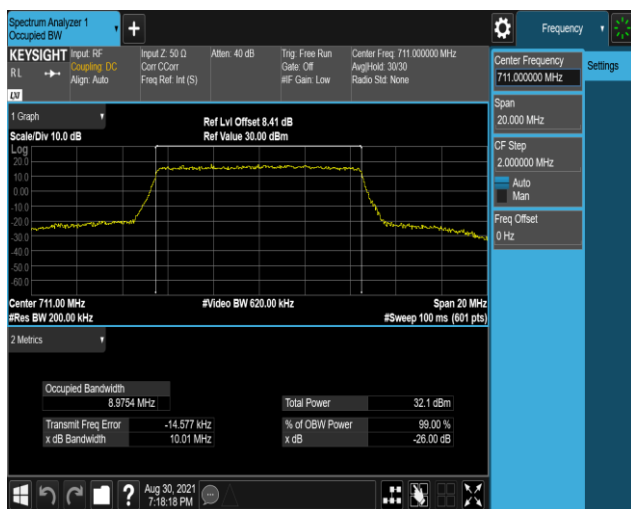 Spectrum Analyzer 1
Occupied BW
Frequency
KEYSIGHT
RL
Input: RF
Coupling: DC
Align: Auto
Input Z: 50 Ω
Corr CCorr
Freq Ref: Int (S)
Atten: 40 dB
Trig: Free Run
Gate: Off
#IF Gain: Low
Center Freq: 711.000000 MHz
Avg|Hold: 30/30
Radio Std: None
LXI
Center Frequency
711.000000 MHz
Settings
Span
20.000 MHz
CF Step
2.000000 MHz
Auto
Man
Freq Offset
0 Hz
1 Graph
Scale/Div 10.0 dB
Ref Lvl Offset 8.41 dB
Ref Value 30.00 dBm
Log
20.0
10.0
0.00
-10.0
-20.0
-30.0
-40.0
-50.0
-60.0
Center 711.00 MHz
#Video BW 620.00 kHz
Span 20 MHz
#Res BW 200.00 kHz
#Sweep 100 ms (601 pts)
2 Metrics
Occupied Bandwidth
8.9754 MHz
Total Power 32.1 dBm
Transmit Freq Error -14.577 kHz
% of OBW Power 99.00 %
x dB Bandwidth 10.01 MHz
x dB -26.00 dB
?
Aug 30, 2021
7:18:18 PM